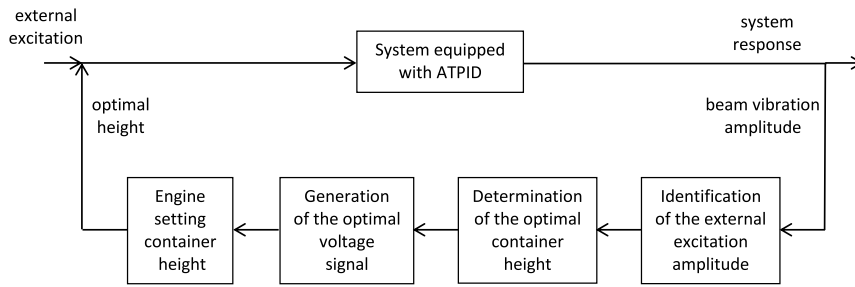 external
excitation
System equipped
with ATPID
system
response
optimal
height
beam vibration
amplitude
Engine
setting
container
height
Generation
of the optimal
voltage
signal
Determination
of the optimal
container
height
Identification
of the external
excitation
amplitude